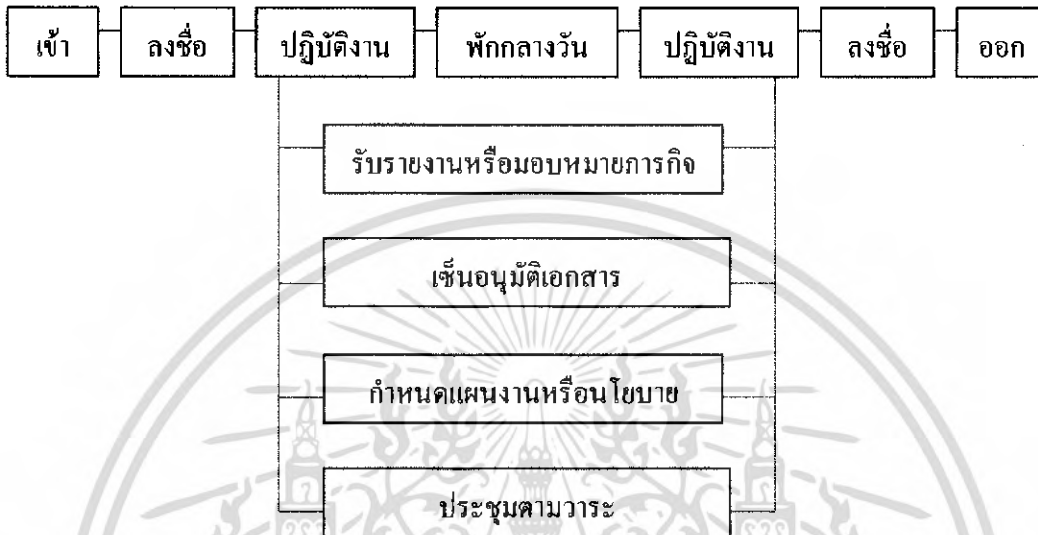 เข้า ลงชื่อ ปฏิบัติงาน พักกลางวัน ปฏิบัติงาน ลงชื่อ ออก
รับรายงานหรือมอบหมายภารกิจ
เซ็นอนุมัติเอกสาร
กำหนดแผนงานหรือนโยบาย
ประชุมตามวาระ